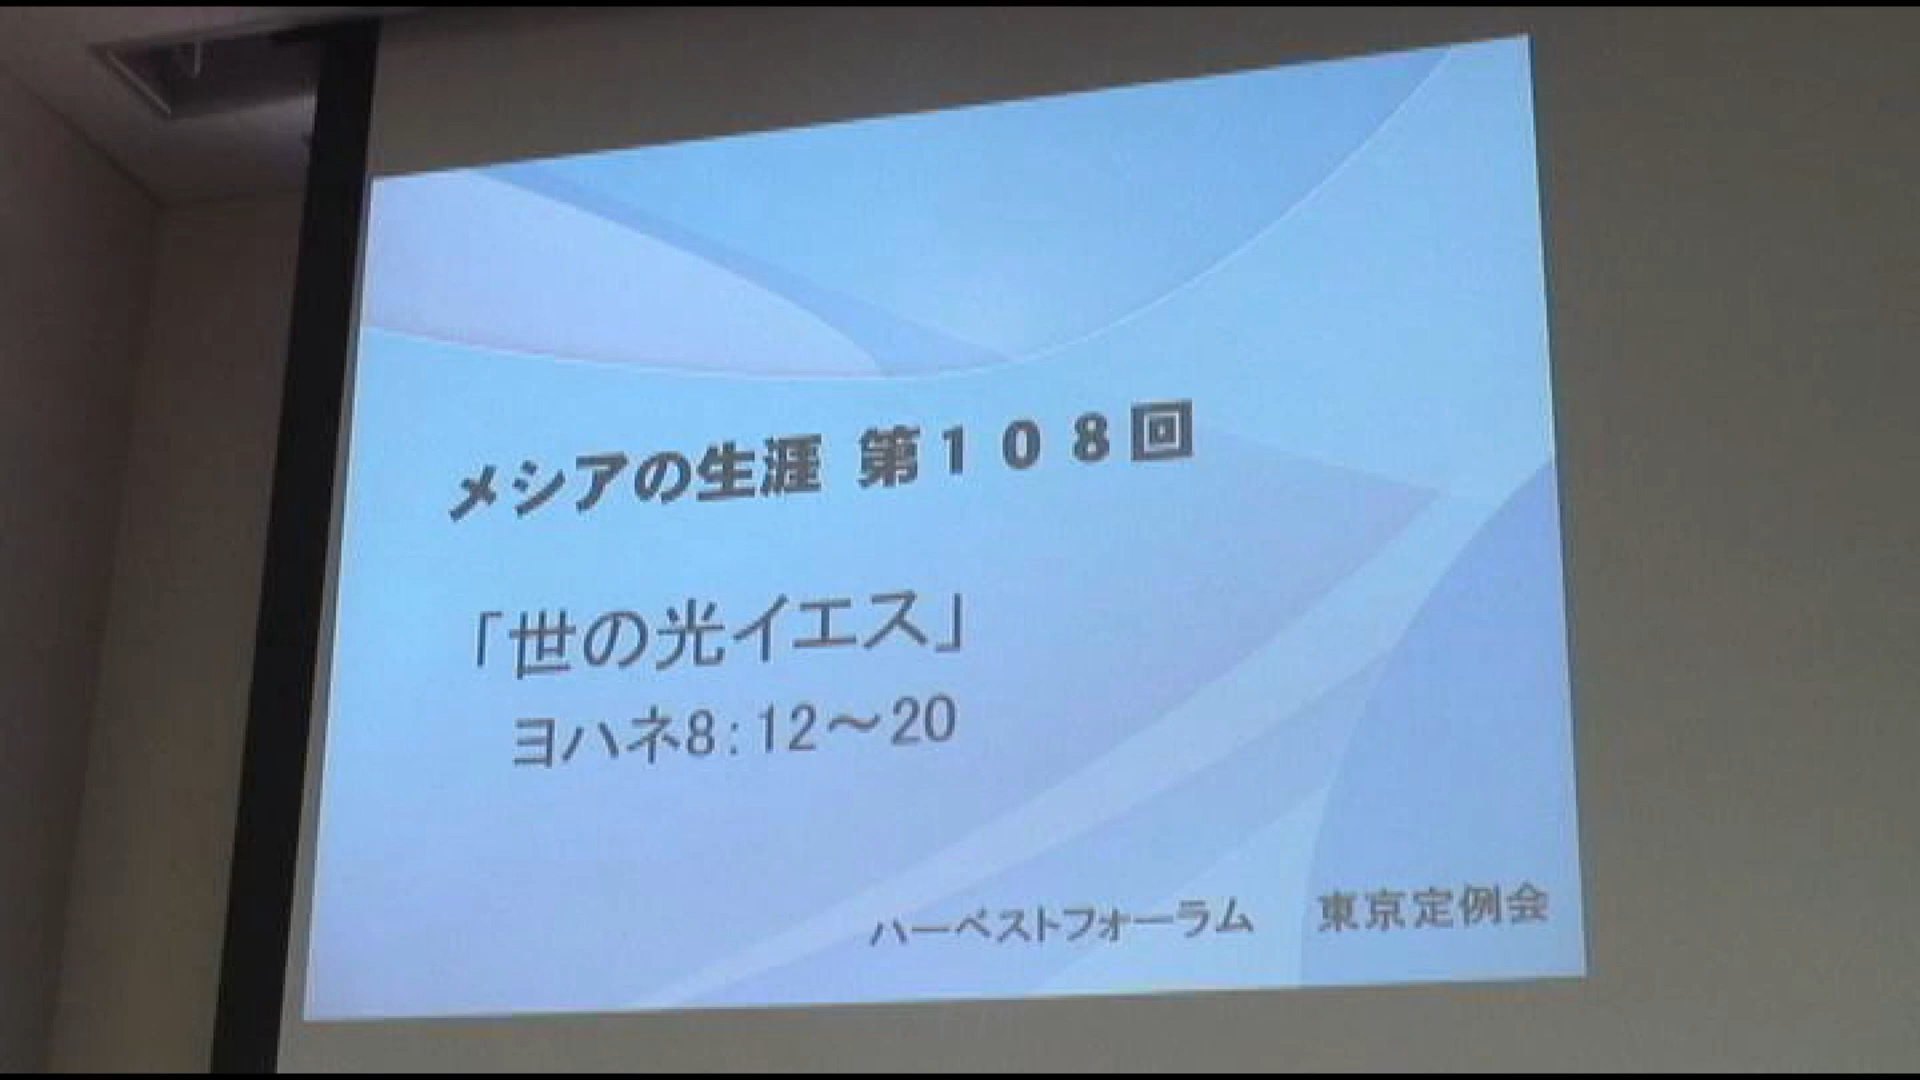 メシアの生涯 第１０８回
「世の光イエス」
ヨハネ8：12～20
ハーベストフォーラム　東京定例会